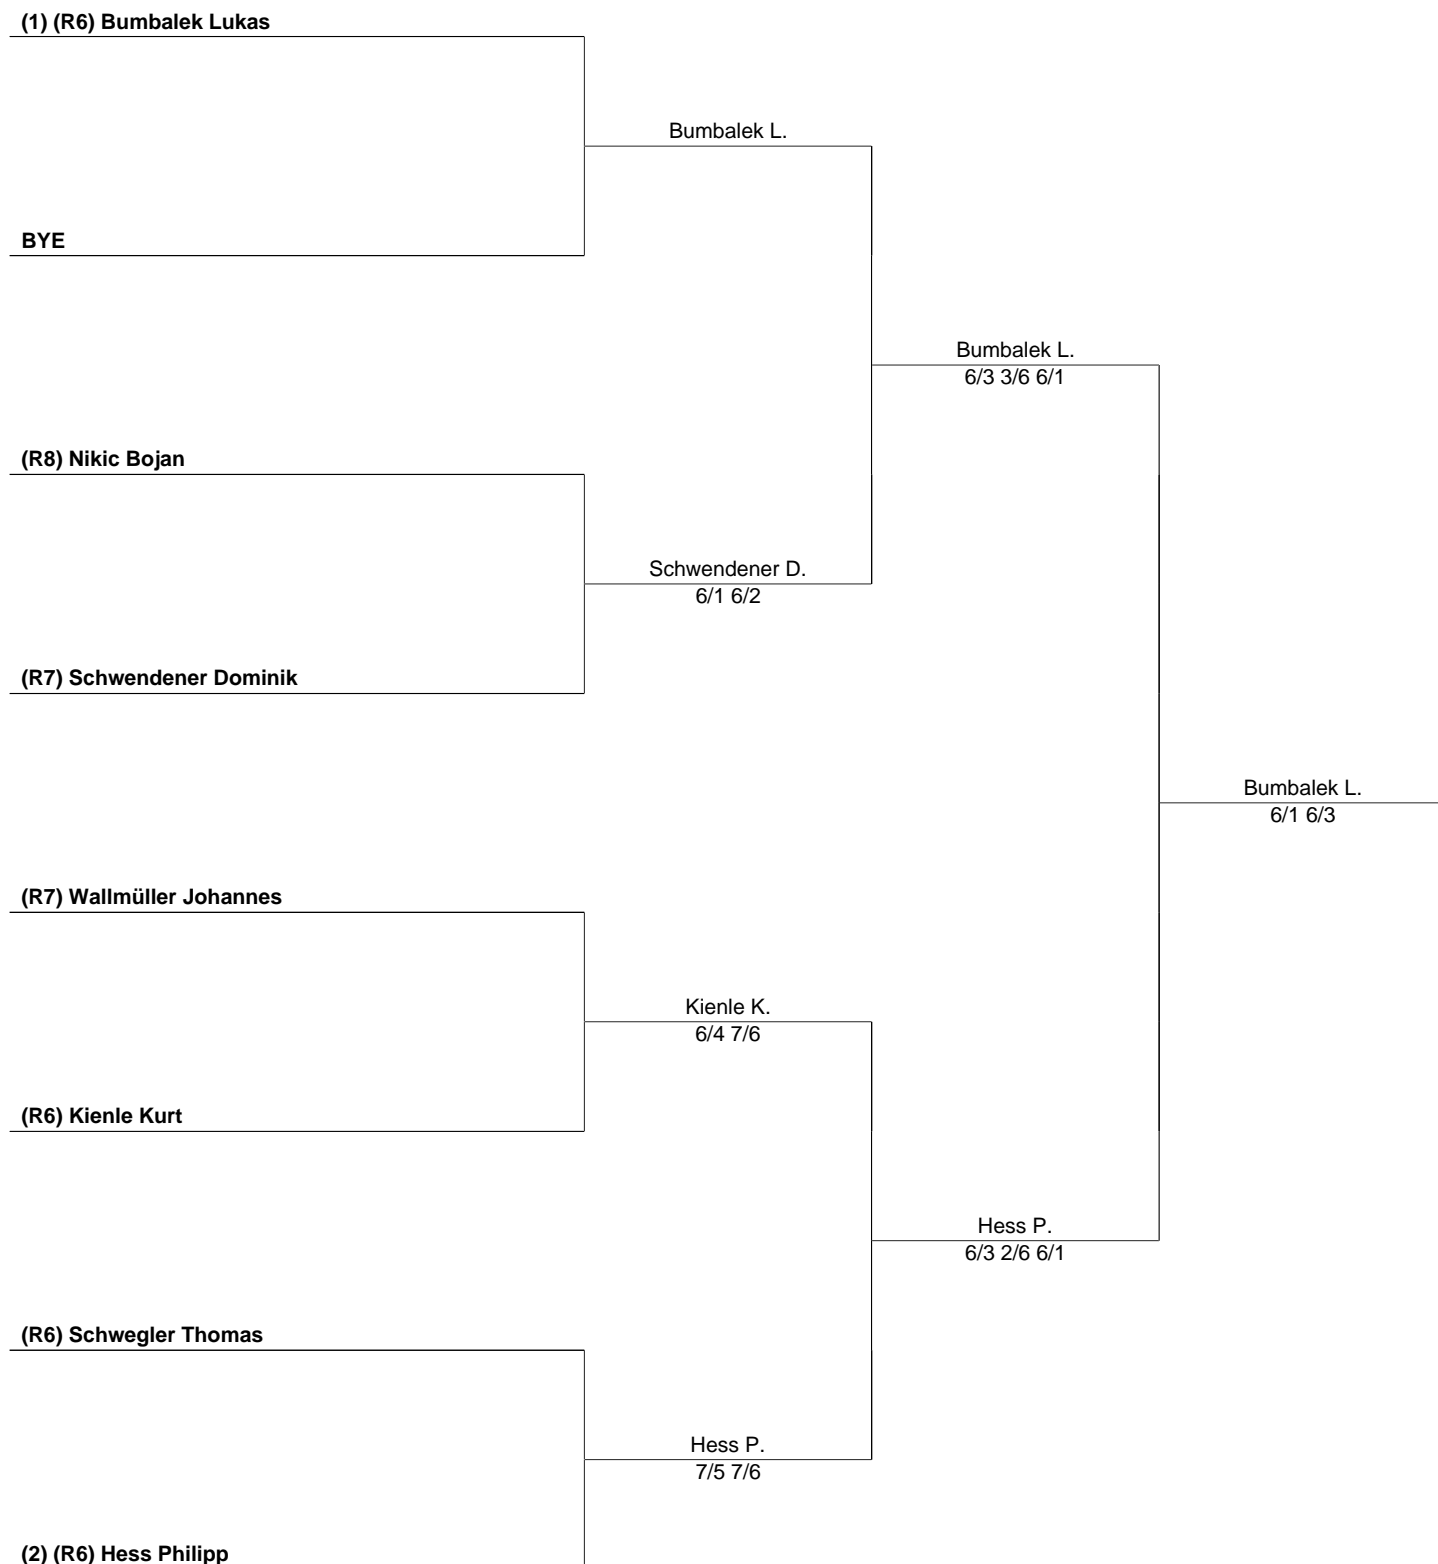 (1) (R6) Bumbalek Lukas
Bumbalek L.
BYE
Bumbalek L.
6/3 3/6 6/1
(R8) Nikic Bojan
Schwendener D.
6/1 6/2
(R7) Schwendener Dominik
Bumbalek L.
6/1 6/3
(R7) Wallmüller Johannes
Kienle K.
6/4 7/6
(R6) Kienle Kurt
Hess P.
6/3 2/6 6/1
(R6) Schwegler Thomas
Hess P.
7/5 7/6
(2) (R6) Hess Philipp